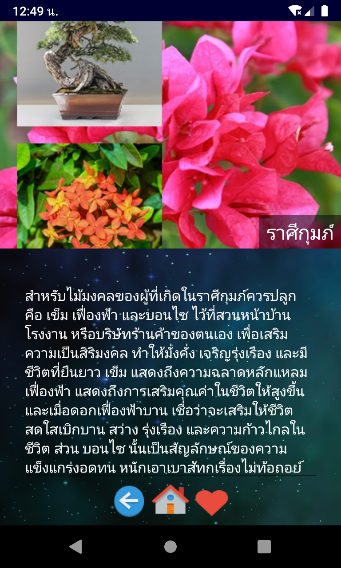 12:49 น.
ราศีกุมภ์
สำหรับไม้มงคลของผู้ที่เกิดในราศีกุมภ์ควรปลูก
คือ เข็ม เฟื่องฟ้า และบอนไซ ไว้ที่สวนหน้าบ้าน
โรงงาน หรือบริษัทร้านค้าของตนเอง เพื่อเสริม
ความเป็นสิริมงคล ทำให้มั่งคั่ง เจริญรุ่งเรือง และมี
ชีวิตที่ยืนยาว เข็ม แสดงถึงความฉลาดหลักแหลม
เฟื่องฟ้า แสดงถึงการเสริมคุณค่าในชีวิตให้สูงขึ้น
และเมื่อดอกเฟื่องฟ้าบาน เชื่อว่าจะเสริมให้ชีวิต
สดใสเบิกบาน สว่าง รุ่งเรือง และความก้าวไกลใน
ชีวิต ส่วน บอนไซ นั้นเป็นสัญลักษณ์ของความ
แข็งแกร่งอดทน หนักเอาเบาสู้ทุกเรื่องไม่ท้อถอย